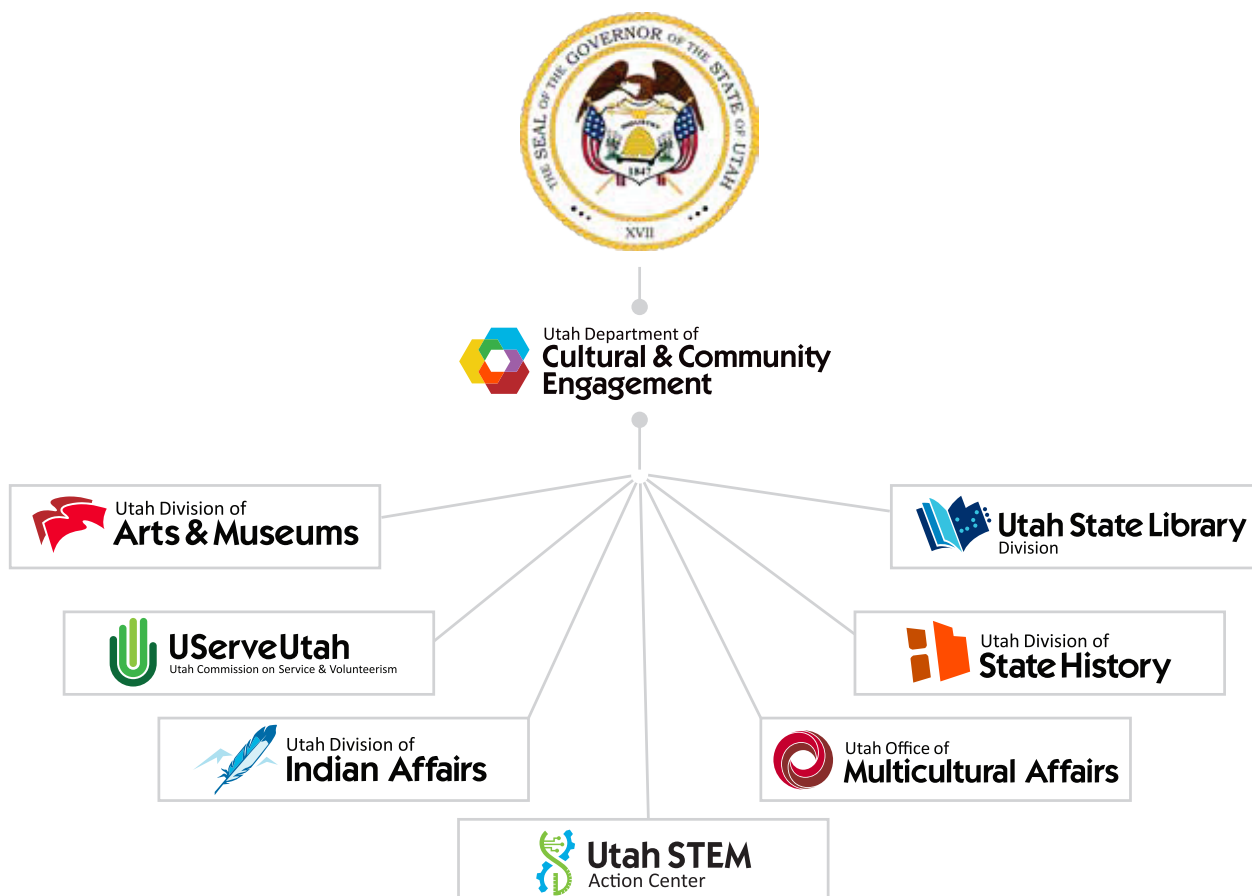 THE SEAL OF THE GOVERNOR OF THE STATE OF UTAH
INDUSTRY
1847
XVII
Utah Department of
Cultural & Community
Engagement
Utah Division of
Arts & Museums
Utah State Library
Division
UServeUtah
Utah Commission on Service & Volunteerism
Utah Division of
State History
Utah Division of
Indian Affairs
Utah Office of
Multicultural Affairs
Utah STEM
Action Center